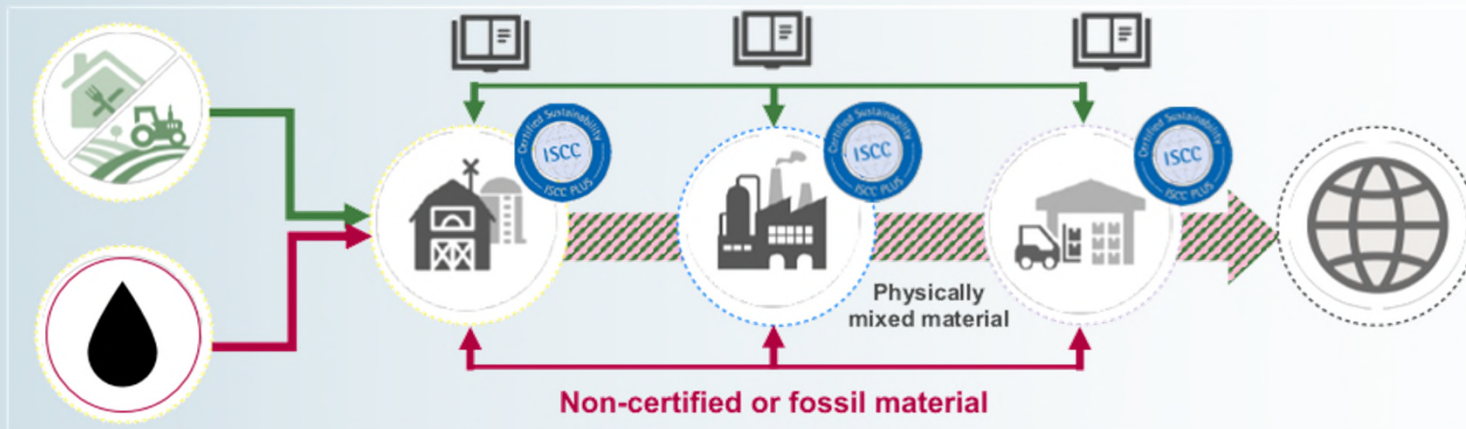 Certified Sustainability
ISCC
ISCC PLUS
Certified Sustainability
ISCC
ISCC PLUS
Certified Sustainability
ISCC
ISCC PLUS
Physically
mixed material
Non-certified or fossil material